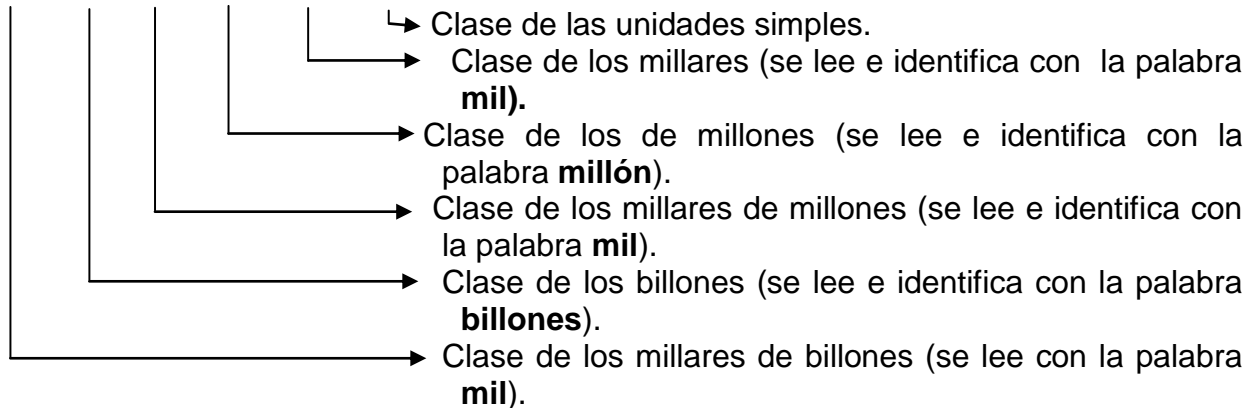 Clase de las unidades simples.
Clase de los millares (se lee e identifica con la palabra
mil).
Clase de los de millones (se lee e identifica con la
palabra millón).
Clase de los millares de millones (se lee e identifica con
la palabra mil).
Clase de los billones (se lee e identifica con la palabra
billones).
Clase de los millares de billones (se lee con la palabra
mil).